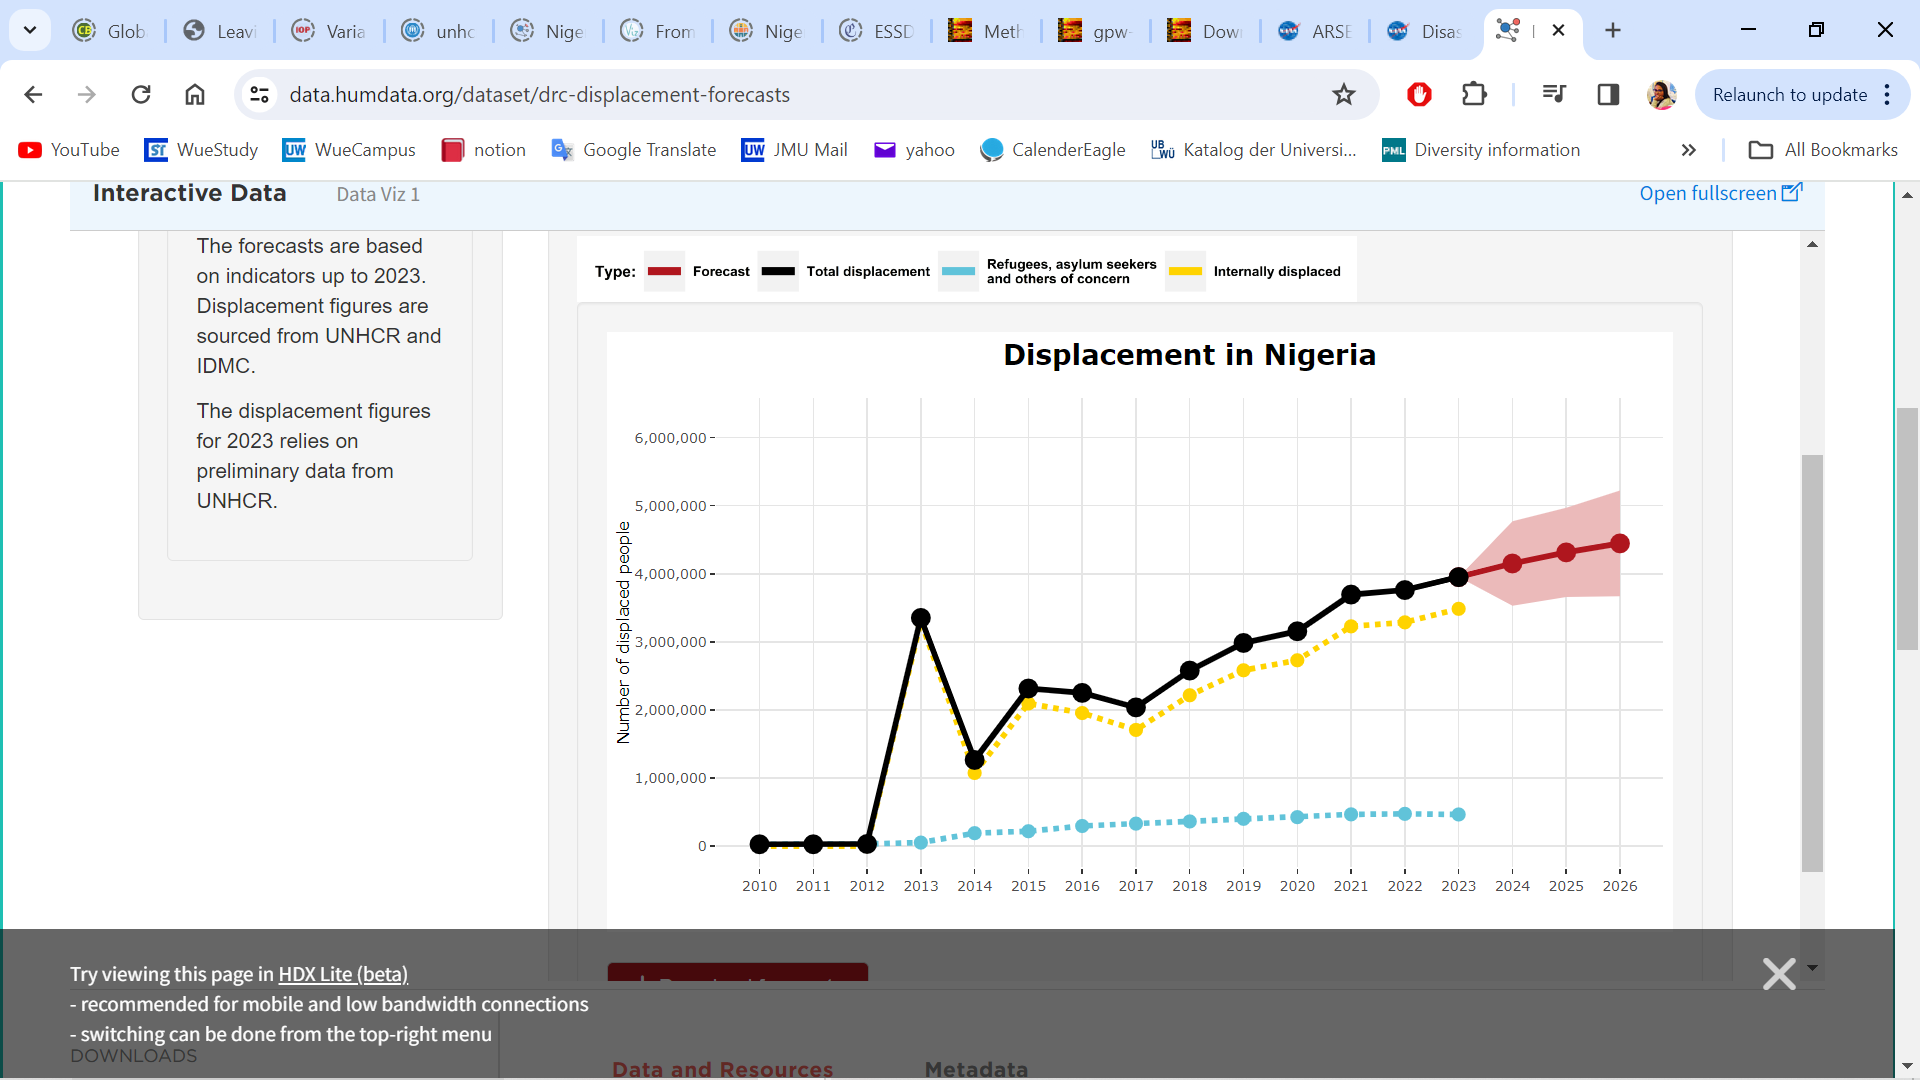 Glob
Leavi
Varia
unhc
Nige
From
Nige
ESSD
Meth
gpw-
Down
ARSE
Disas
data.humdata.org/dataset/drc-displacement-forecasts
Relaunch to update
YouTube
WueStudy
WueCampus
notion
Google Translate
JMU Mail
yahoo
CalenderEagle
Katalog der Universi...
Diversity information
All Bookmarks
Interactive Data
Data Viz 1
Open fullscreen
The forecasts are based
on indicators up to 2023.
Displacement figures are
sourced from UNHCR and
IDMC.
The displacement figures
for 2023 relies on
preliminary data from
UNHCR.
Type:
Forecast
Total displacement
Refugees, asylum seekers
and others of concern
Internally displaced
Displacement in Nigeria
Number of displaced people
6,000,000
5,000,000
4,000,000
3,000,000
2,000,000
1,000,000
0
2010 2011 2012 2013 2014 2015 2016 2017 2018 2019 2020 2021 2022 2023 2024 2025 2026
Try viewing this page in HDX Lite (beta)
- recommended for mobile and low bandwidth connections
- switching can be done from the top-right menu
DOWNLOADS
Data and Resources
Metadata